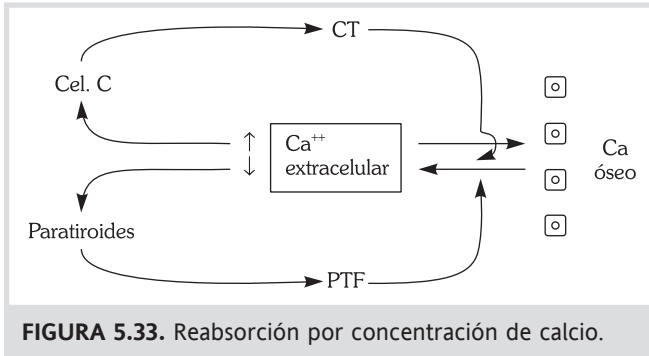 CT
Cel. C
↑ Ca++
↓ extracelular
Ca
óseo
Paratiroides
PTF
FIGURA 5.33. Reabsorción por concentración de calcio.